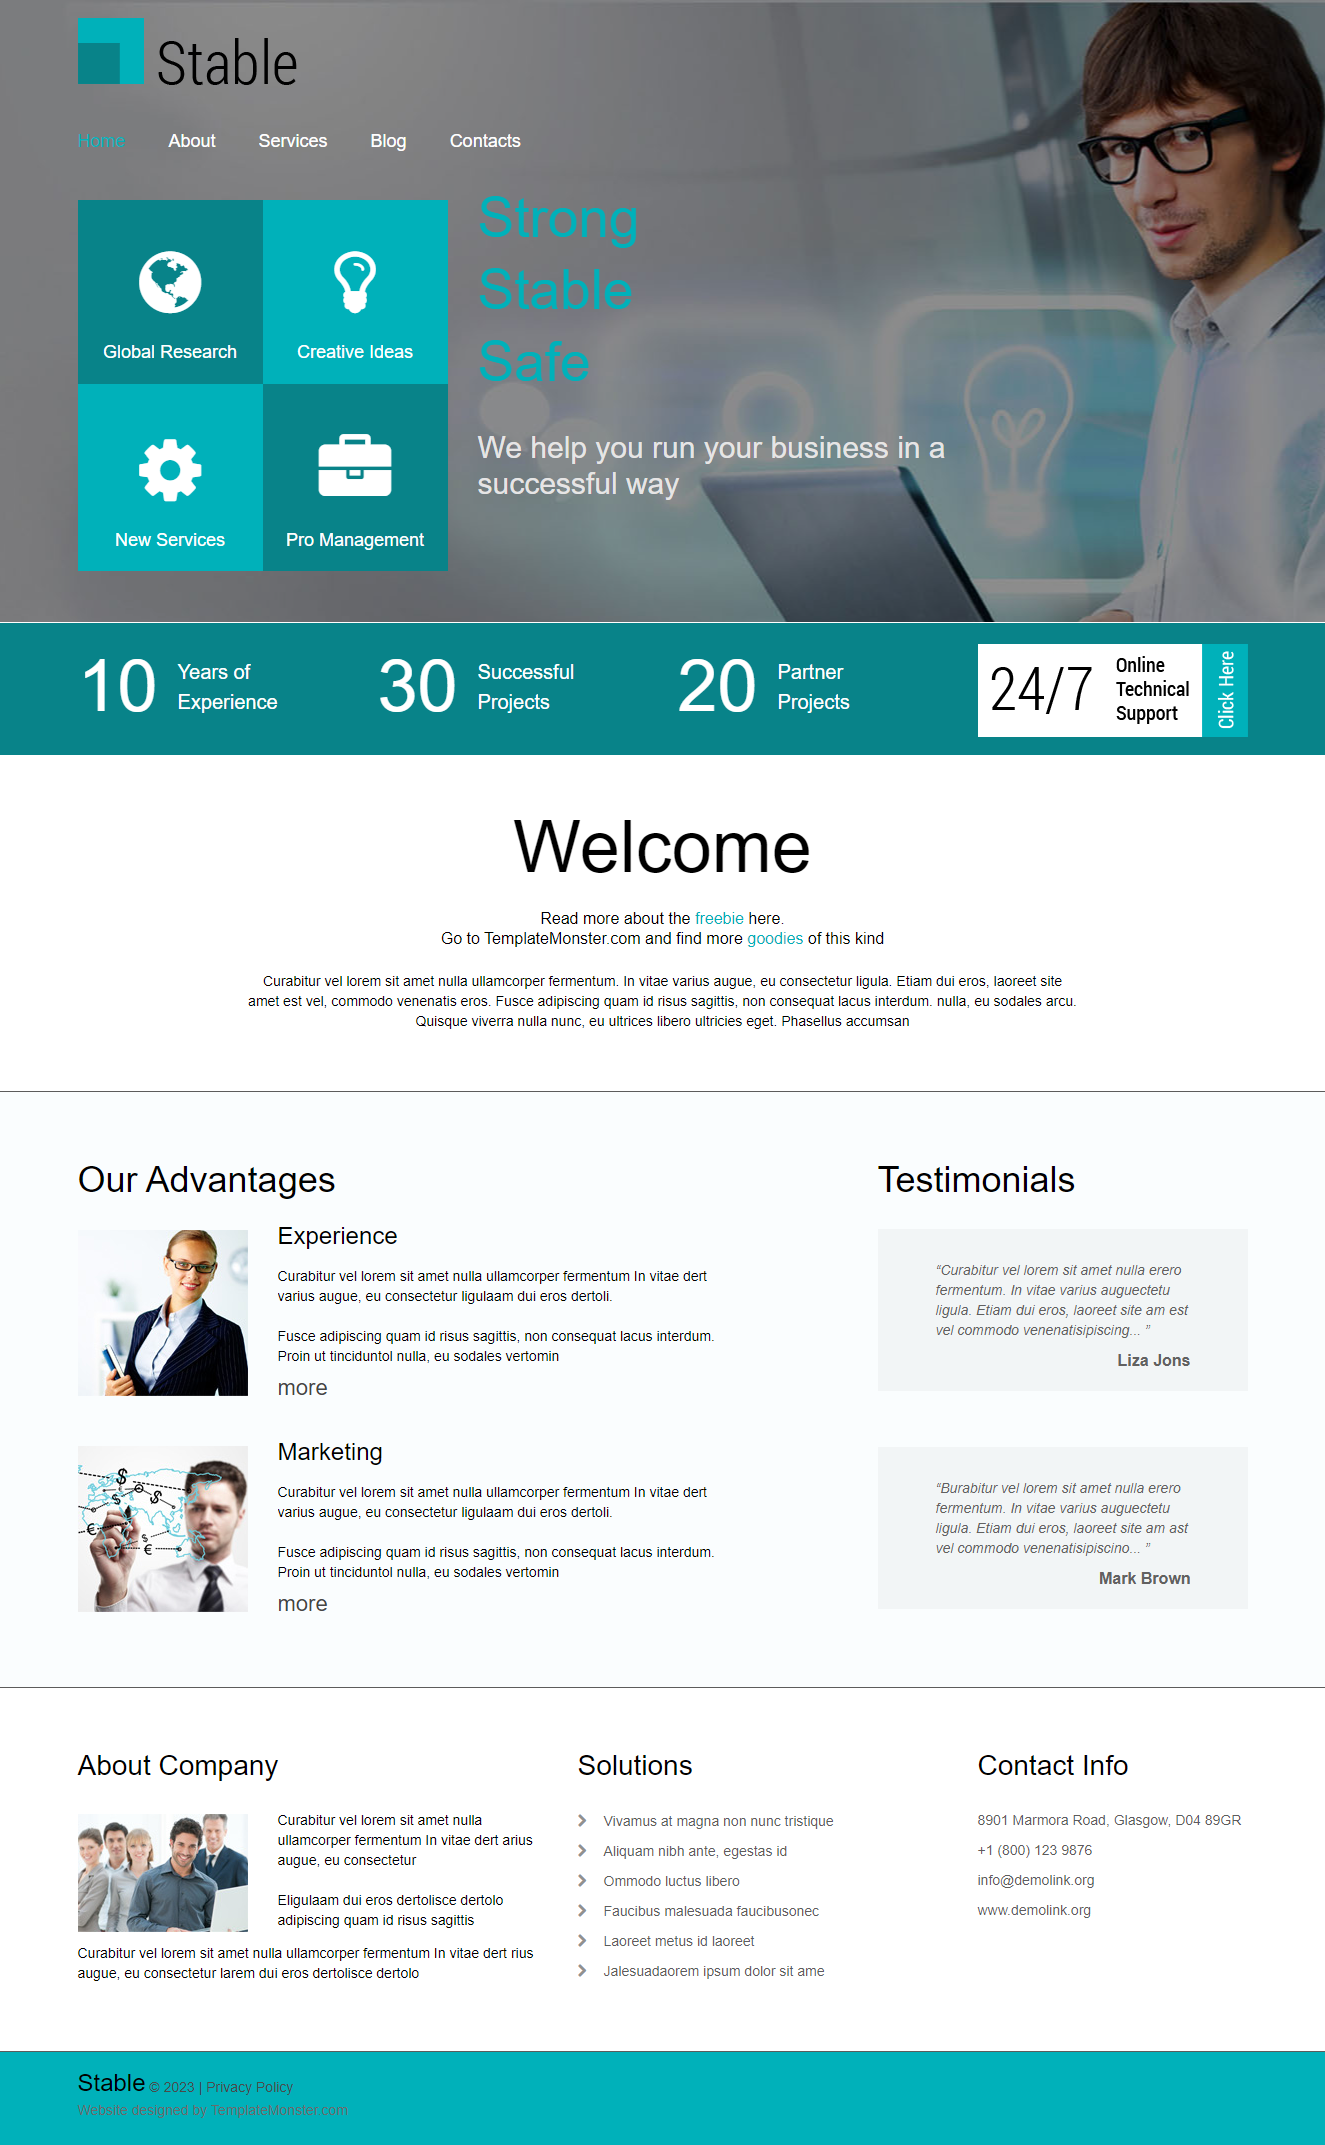 Stable
Home About Services Blog Contacts
Global Research
Creative Ideas
New Services
Pro Management
Strong
Stable
Safe
We help you run your business in a
successful way
10
Years of
Experience
30
Successful
Projects
20
Partner
Projects
24/7
Online
Technical
Support
Click Here
Welcome
Read more about the freebie here.
Go to TemplateMonster.com and find more goodies of this kind
Curabitur vel lorem sit amet nulla ullamcorper fermentum. In vitae varius augue, eu consectetur ligula. Etiam dui eros, laoreet site
amet est vel, commodo venenatis eros. Fusce adipiscing quam id risus sagittis, non consequat lacus interdum. nulla, eu sodales arcu.
Quisque viverra nulla nunc, eu ultrices libero ultricies eget. Phasellus accumsan
Our Advantages
Experience
Curabitur vel lorem sit amet nulla ullamcorper fermentum In vitae dert
varius augue, eu consectetur ligulaam dui eros dertoli.
Fusce adipiscing quam id risus sagittis, non consequat lacus interdum.
Proin ut tinciduntol nulla, eu sodales vertomin
more
Marketing
Curabitur vel lorem sit amet nulla ullamcorper fermentum In vitae dert
varius augue, eu consectetur ligulaam dui eros dertoli.
Fusce adipiscing quam id risus sagittis, non consequat lacus interdum.
Proin ut tinciduntol nulla, eu sodales vertomin
more
Testimonials
“Curabitur vel lorem sit amet nulla erero
fermentum. In vitae varius auguectetu
ligula. Etiam dui eros, laoreet site am est
vel commodo venenatisipiscing... ”
Liza Jons
“Burabitur vel lorem sit amet nulla erero
fermentum. In vitae varius auguectetu
ligula. Etiam dui eros, laoreet site am ast
vel commodo venenatisipiscino... ”
Mark Brown
About Company
Curabitur vel lorem sit amet nulla
ullamcorper fermentum In vitae dert arius
augue, eu consectetur
Eligulaam dui eros dertolisce dertolo
adipiscing quam id risus sagittis
Curabitur vel lorem sit amet nulla ullamcorper fermentum In vitae dert rius
augue, eu consectetur larem dui eros dertolisce dertolo
Solutions
Vivamus at magna non nunc tristique
Aliquam nibh ante, egestas id
Ommodo luctus libero
Faucibus malesuada faucibusonec
Laoreet metus id laoreet
Jalesuadaorem ipsum dolor sit ame
Contact Info
8901 Marmora Road, Glasgow, D04 89GR
+1 (800) 123 9876
info@demolink.org
www.demolink.org
Stable © 2023 | Privacy Policy
Website designed by TemplateMonster.com